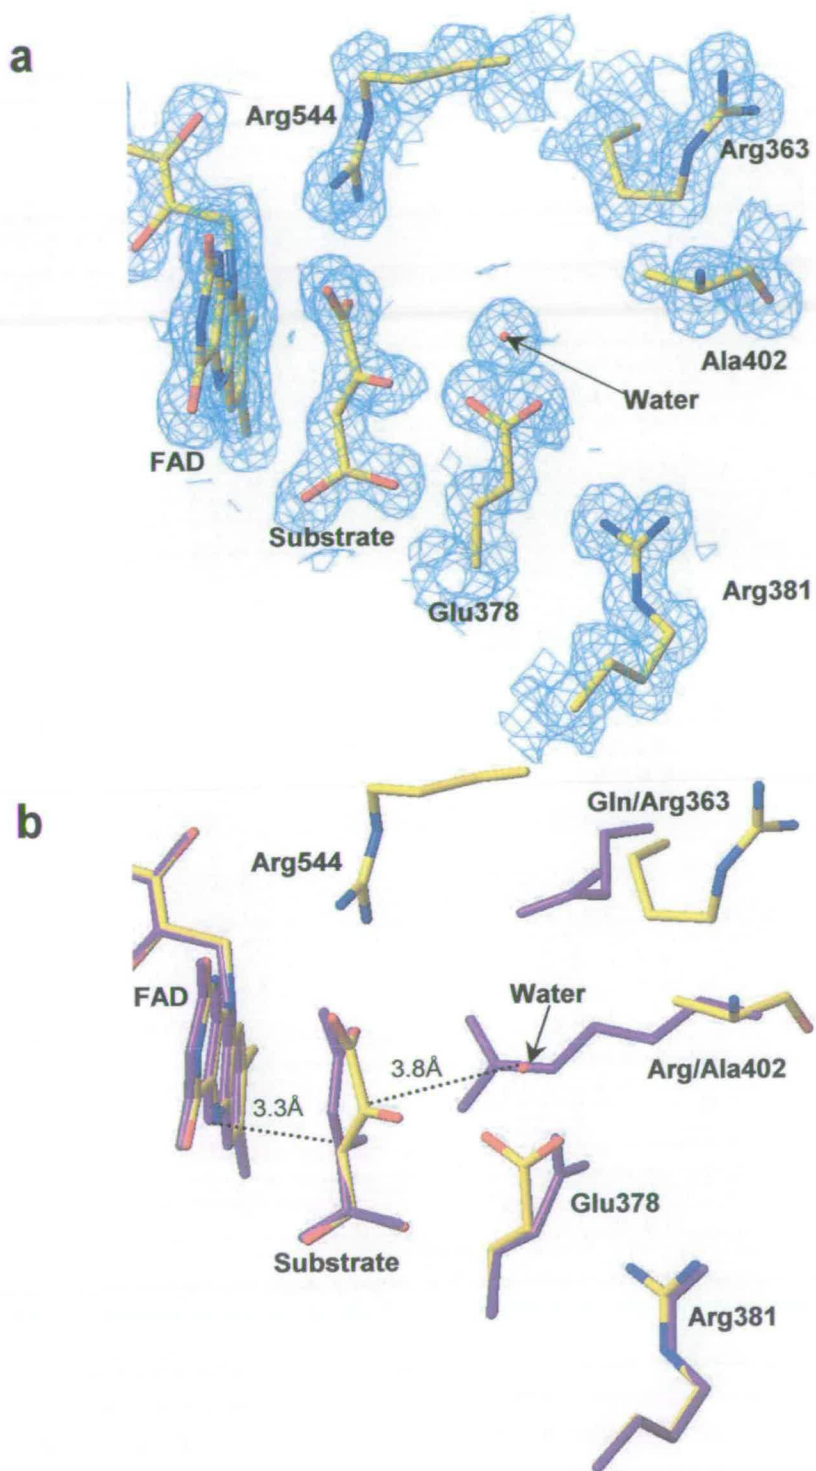 a
Arg544
Arg363
Ala402
Water
FAD
Substrate
Glu378
Arg381
b
Gln/Arg363
Arg544
FAD
Water
3.8Å
Arg/Ala402
3.3Å
Glu378
Substrate
Arg381